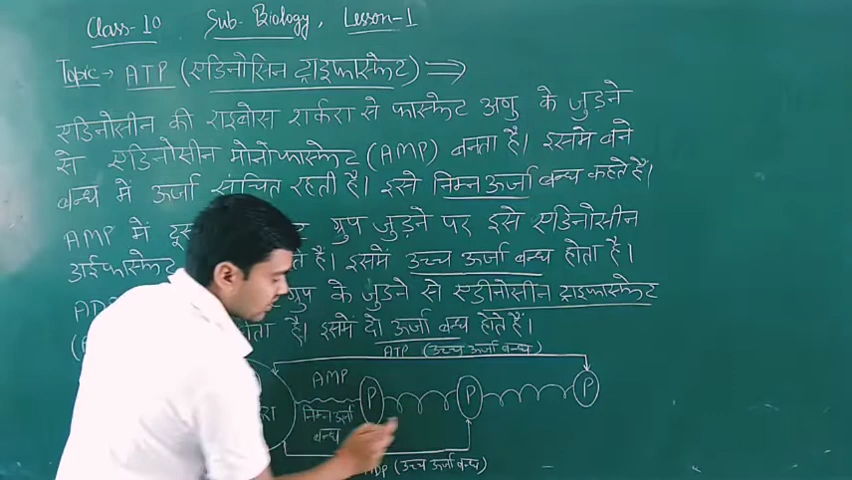 Class-10 Sub- Biology, Lesson-1
Topic → ATP (एडिनोसिन ट्राइफास्फेट) ⇒
एडिनोसीन की राइबोस शर्करा से फास्फेट अणु के जुड़ने
से एडिनोसीन मोनोफास्फेट (AMP) बनता है। इसमे बने
बन्ध में ऊर्जा संचित रहती है। इसे निम्न ऊर्जा बन्ध कहते हैं।
AMP में ग्रुप जुड़ने पर इसे एडिनोसीन
डाईफास्फेट हैं। इसमें उच्च ऊर्जा बन्ध होता है।
ग्रुप के जुडने से एडीनोसीन ट्राइफास्फेट
इसमें दो ऊर्जा बन्ध होते हैं।
ATP (उच्च ऊर्जा बन्ध)
AMP
P P P
निम्न ऊर्जा
बन्ध
ADP (उच्च ऊर्जा बन्ध)